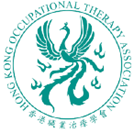 HONG KONG OCCUPATIONAL THERAPY ASSOCIATION
香港職業治療學會